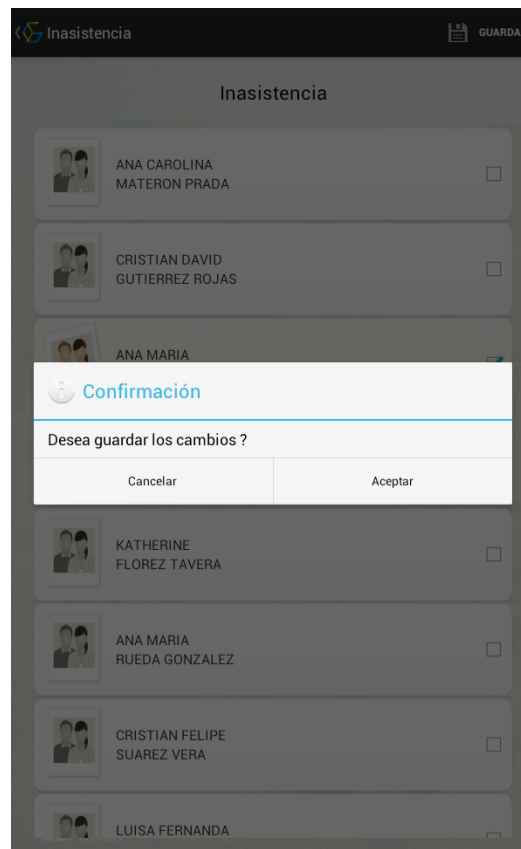 Inasistencia
GUARDA
Inasistencia
ANA CAROLINA
MATERON PRADA
CRISTIAN DAVID
GUTIERREZ ROJAS
ANA MARIA
Confirmación
Desea guardar los cambios ?
Cancelar
Aceptar
KATHERINE
FLOREZ TAVERA
ANA MARIA
RUEDA GONZALEZ
CRISTIAN FELIPE
SUAREZ VERA
LUISA FERNANDA